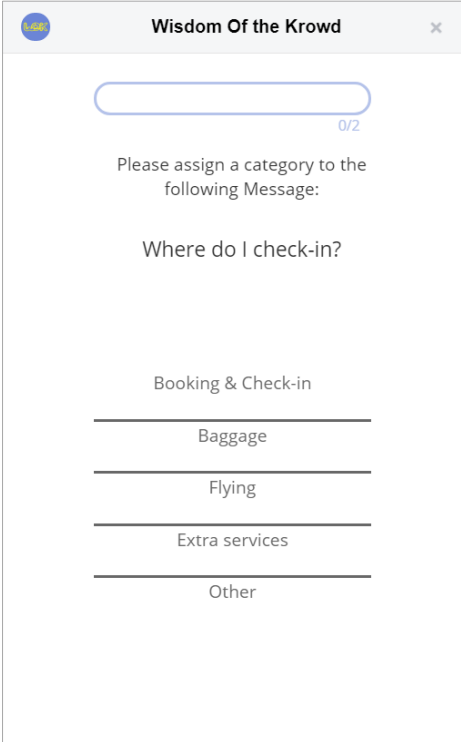 Wisdom Of the Krowd
×
0/2
Please assign a category to the
following Message:
Where do I check-in?
Booking & Check-in
Baggage
Flying
Extra services
Other